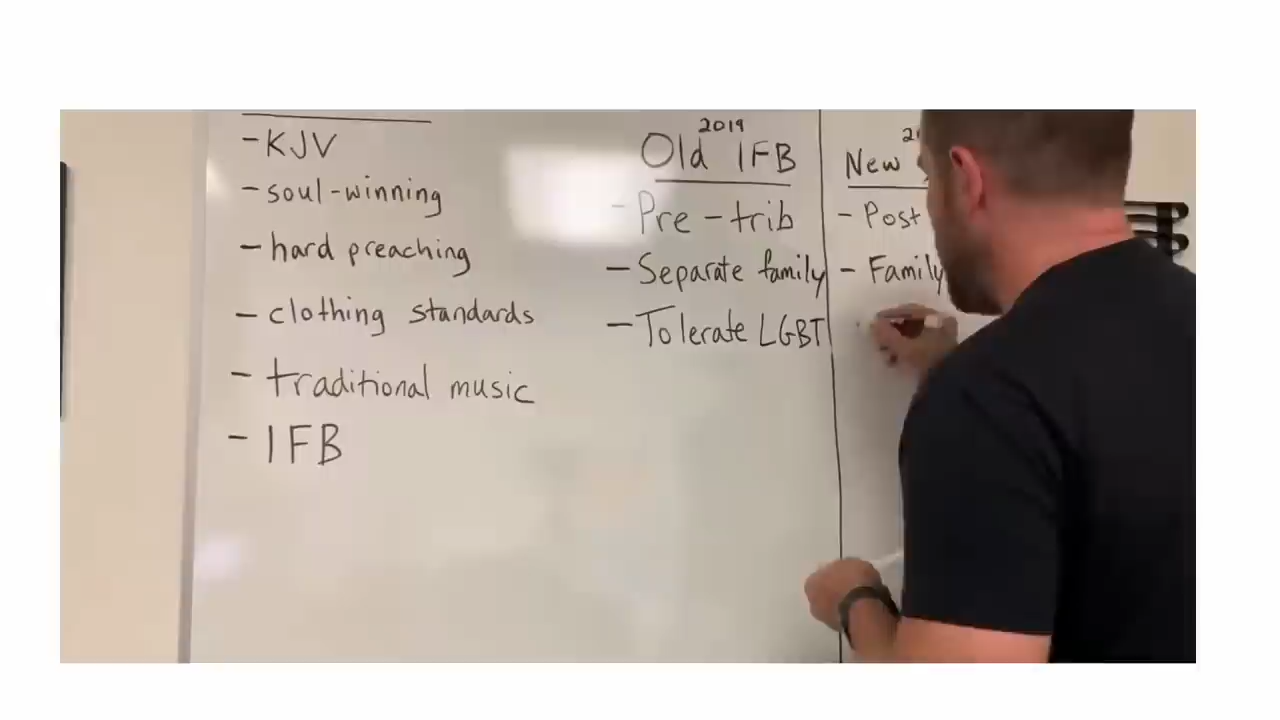 - KJV
- soul-winning
- hard preaching
- clothing standards
- traditional music
- IFB
2019
Old IFB
- Pre-trib
- Separate family
- Tolerate LGBT
New
- Post
- Family